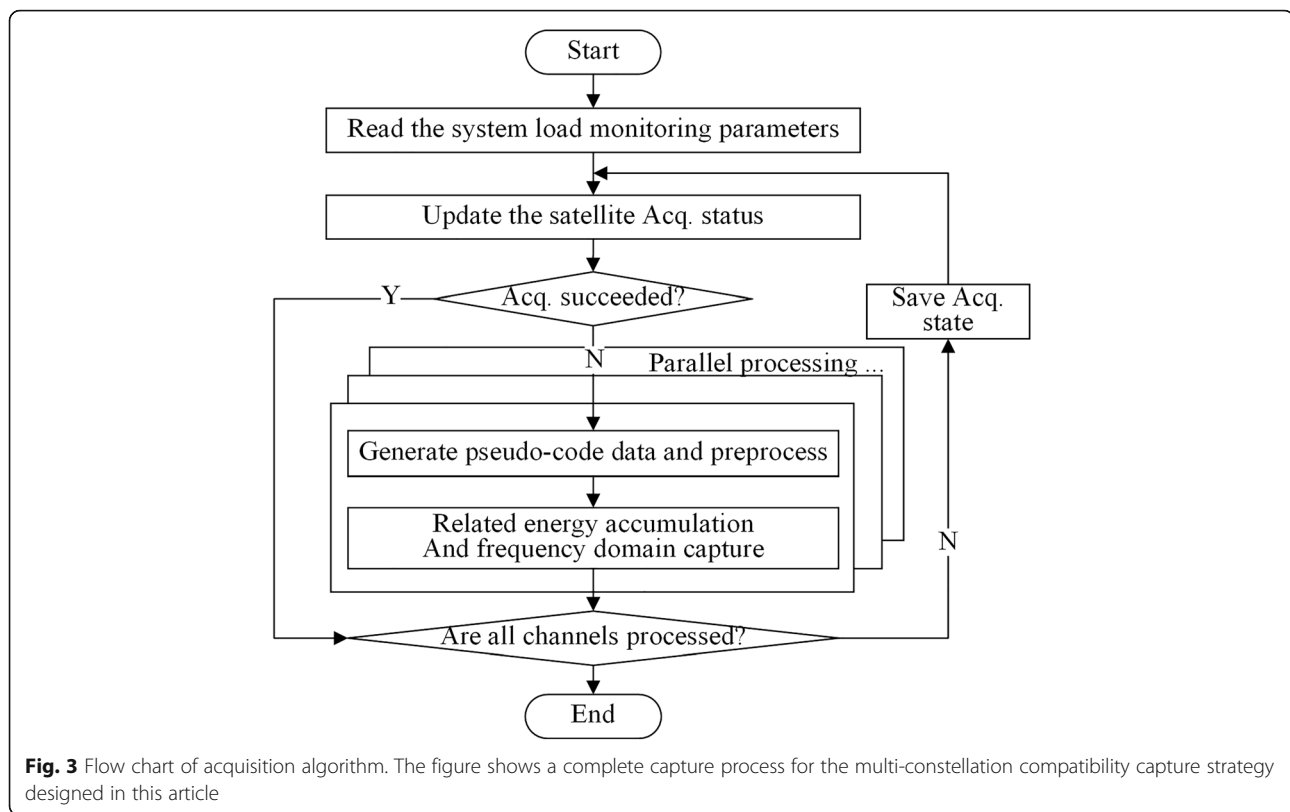 Start
Read the system load monitoring parameters
Update the satellite Acq. status
Acq. succeeded?
Y
N
Save Acq.
state
Parallel processing ...
Generate pseudo-code data and preprocess
Related energy accumulation
And frequency domain capture
N
Are all channels processed?
End
Fig. 3 Flow chart of acquisition algorithm. The figure shows a complete capture process for the multi-constellation compatibility capture strategy
designed in this article